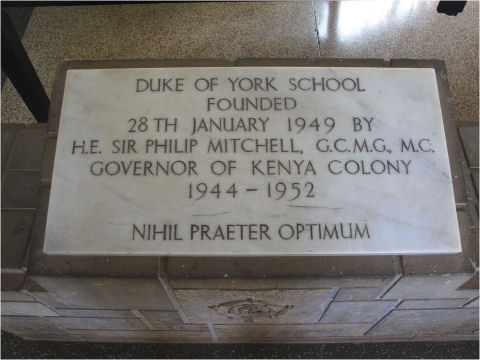 DUKE OF YORK SCHOOL
FOUNDED
28TH JANUARY 1949 BY
H.E. SIR PHILIP MITCHELL, G.C.M.G., M.C.
GOVERNOR OF KENYA COLONY
1944 – 1952
NIHIL PRAETER OPTIMUM